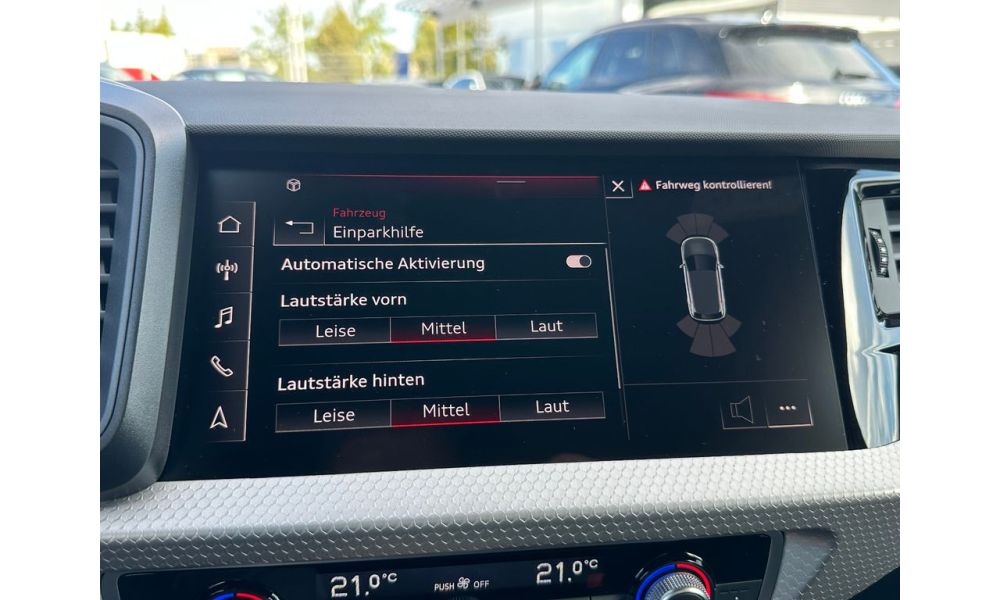 Fahrweg kontrollieren!
Fahrzeug
Einparkhilfe
Automatische Aktivierung
Lautstärke vorn
Leise Mittel Laut
Lautstärke hinten
Leise Mittel Laut
21.0°C PUSH OFF 21.0°C